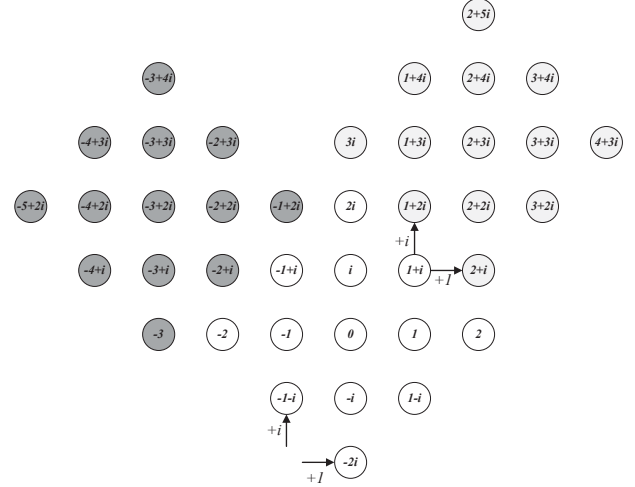 2+5i
-3+4i 1+4i 2+4i 3+4i
-4+3i -3+3i -2+3i 3i 1+3i 2+3i 3+3i 4+3i
-5+2i -4+2i -3+2i -2+2i -1+2i 2i 1+2i 2+2i 3+2i
+i
-4+i -3+i -2+i -1+i i 1+i 2+i
+1
-3 -2 -1 0 1 2
-1-i -i 1-i
+i
-2i
+1